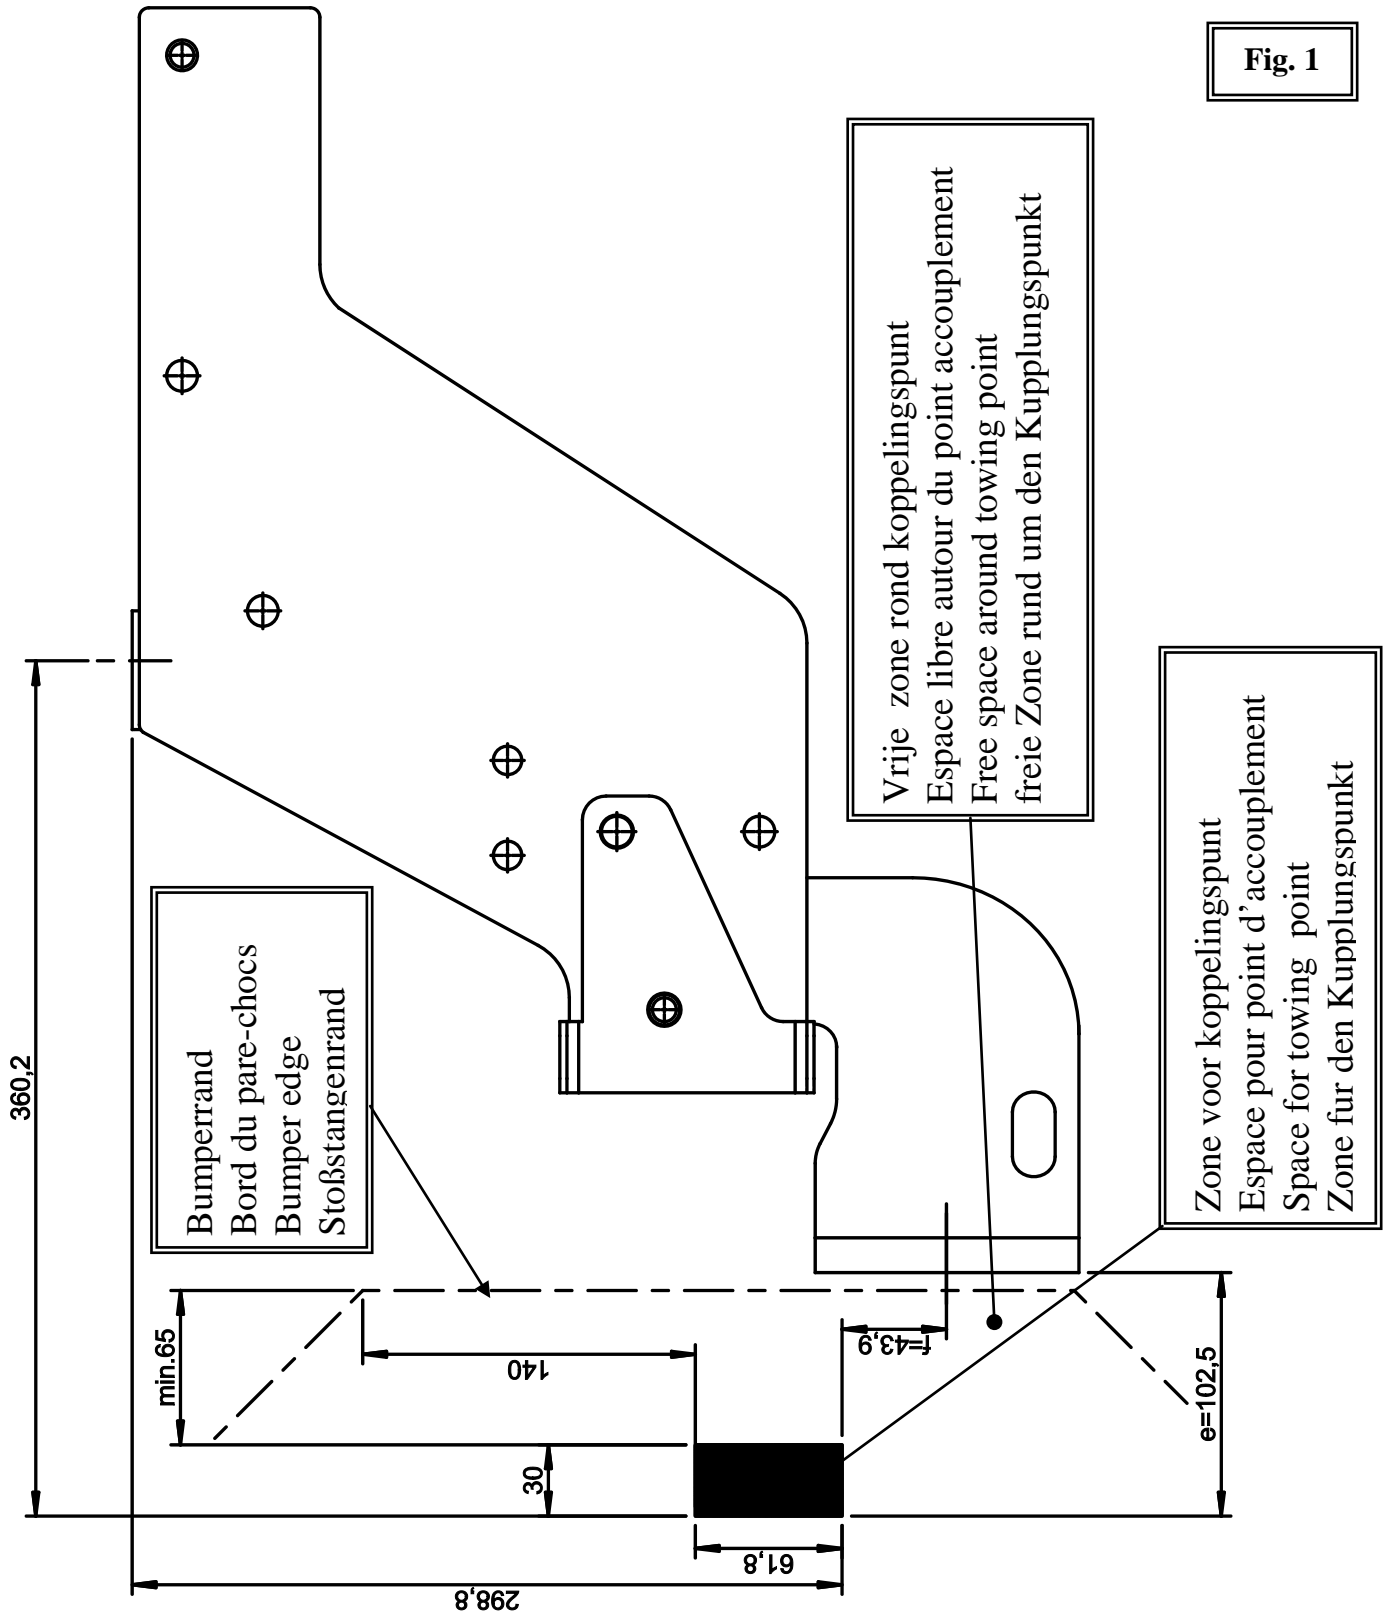 Fig. 1
360,2
Bumperrand
Bord du pare-chocs
Bumper edge
Stoßstangenrand
Vrije zone rond koppelingspunt
Espace libre autour du point accouplement
Free space around towing point
freie Zone rund um den Kupplungspunkt
Zone voor koppelingspunt
Espace pour point d'accouplement
Space for towing point
Zone fur den Kupplungspunkt
min.65
140
f=43,9
e=102,5
30
61,8
298,8